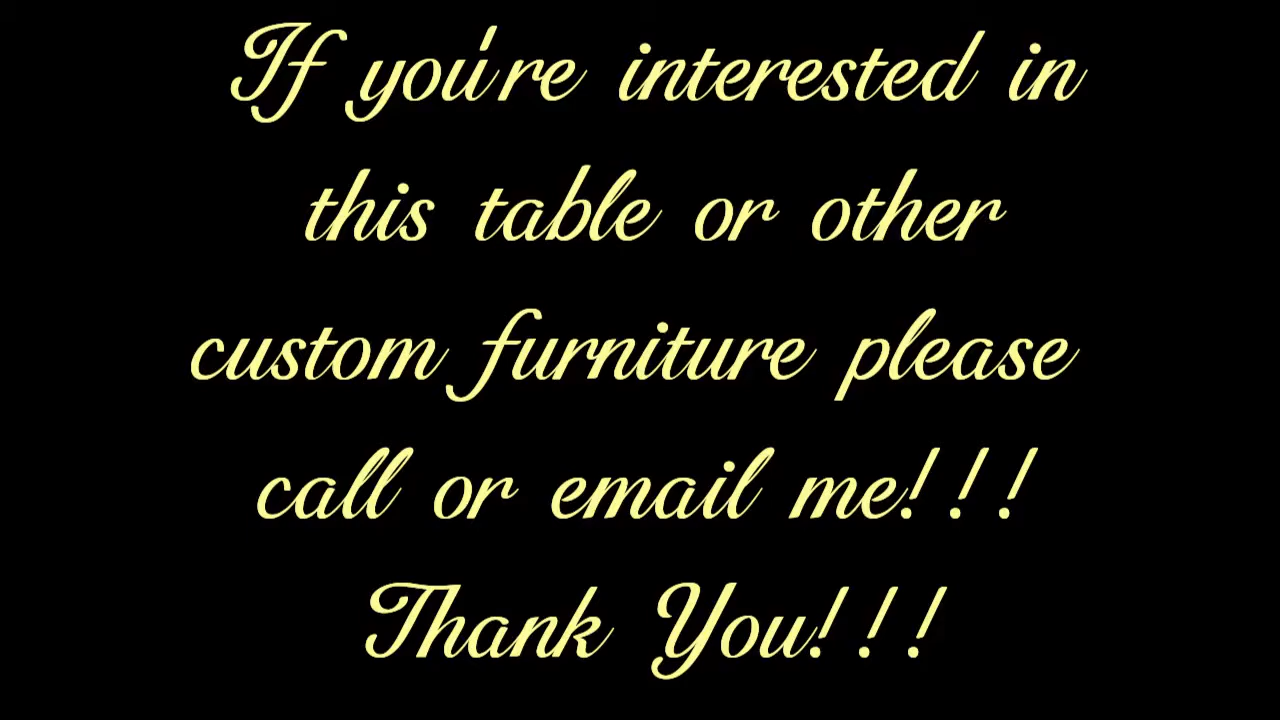 If you're interested in
this table or other
custom furniture please
call or email me!!!
Thank You!!!